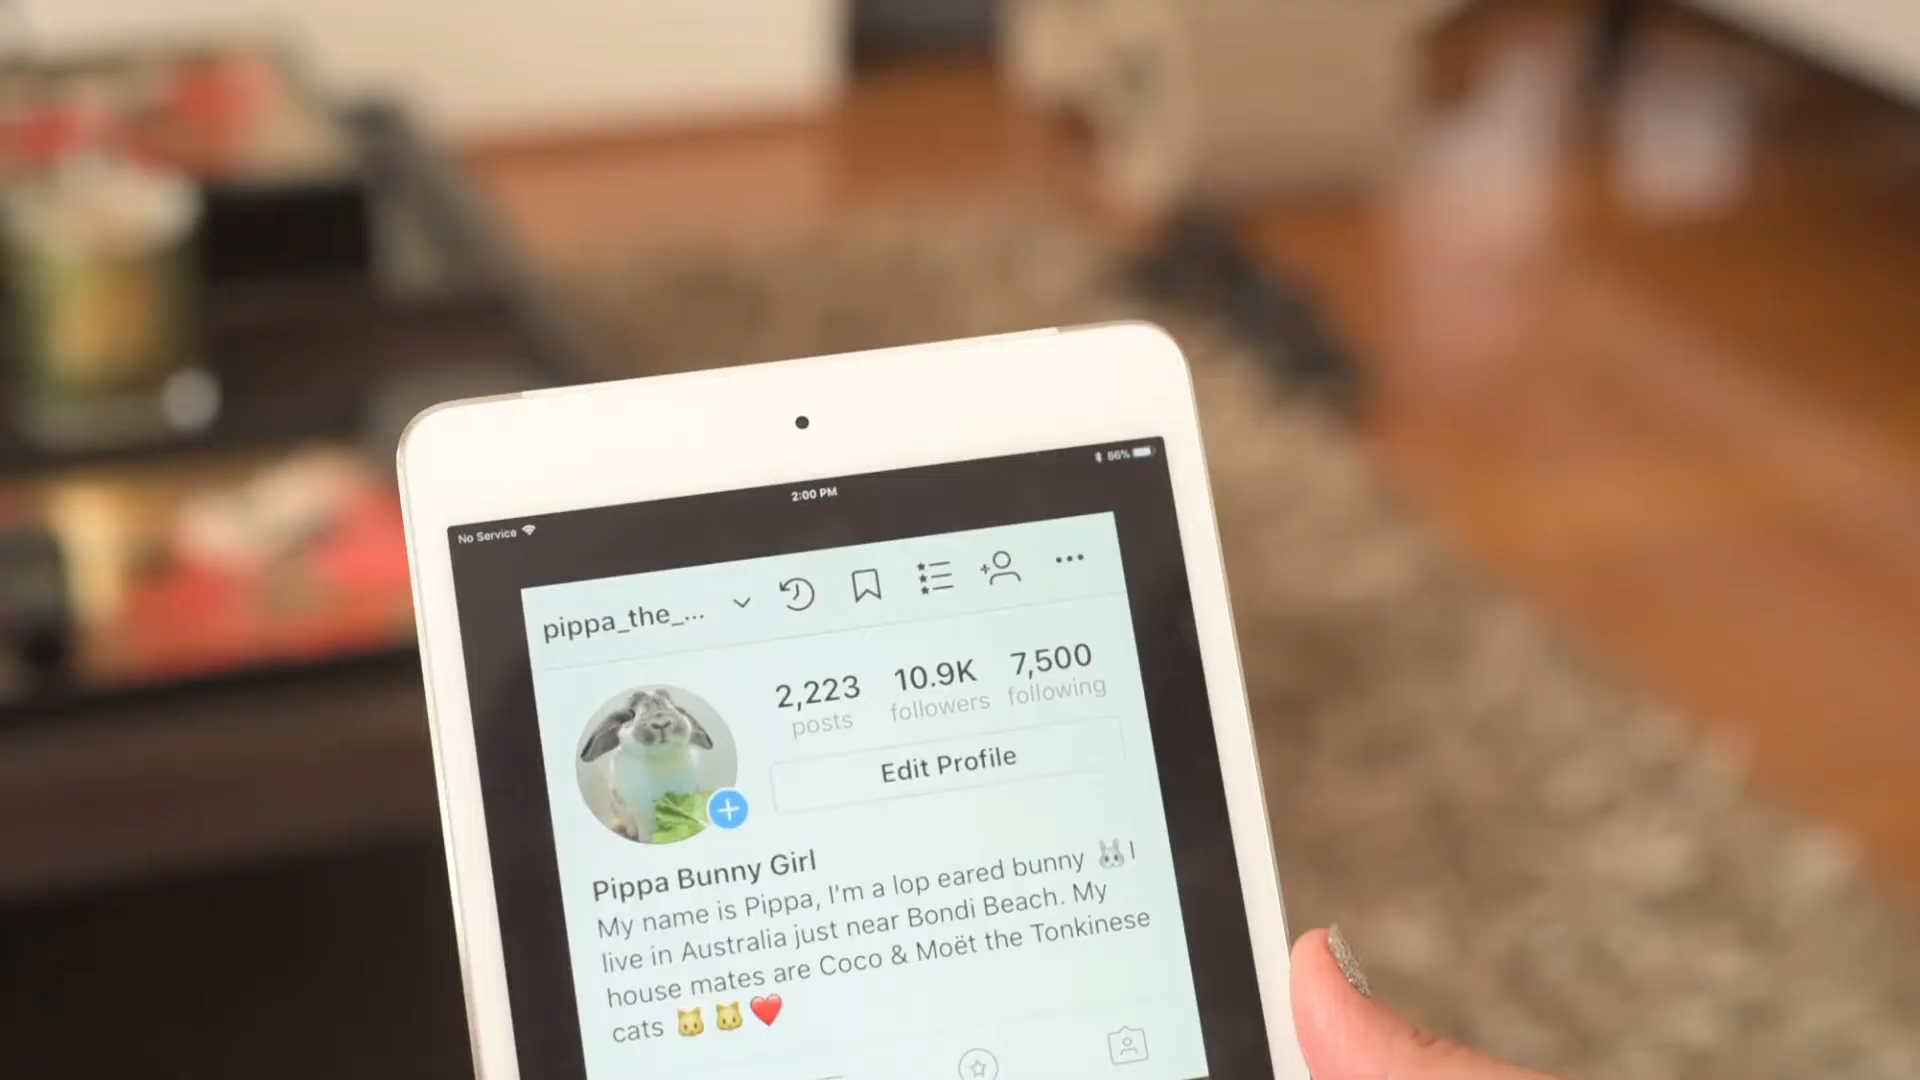 No Service
2:00 PM
86%
pippa_the_...
2,223
posts
10.9K
followers
7,500
following
Edit Profile
Pippa Bunny Girl
My name is Pippa, I'm a lop eared bunny 🐰 I
live in Australia just near Bondi Beach. My
house mates are Coco & Moët the Tonkinese
cats 🐱 🐱 ❤️